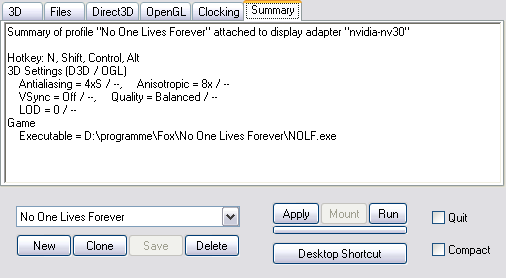 3D Files Direct3D OpenGL Clocking Summary
Summary of profile "No One Lives Forever" attached to display adapter "nvidia-nv30"
Hotkey: N, Shift, Control, Alt
3D Settings (D3D / OGL)
Antialiasing = 4xS / --, Anisotropic = 8x / --
VSync = Off / --, Quality = Balanced / --
LOD = 0 / --
Game
Executable = D:\programme\Fox\No One Lives Forever\NOLF.exe
No One Lives Forever
Apply Mount Run
Quit
New Clone Save Delete
Desktop Shortcut
Compact